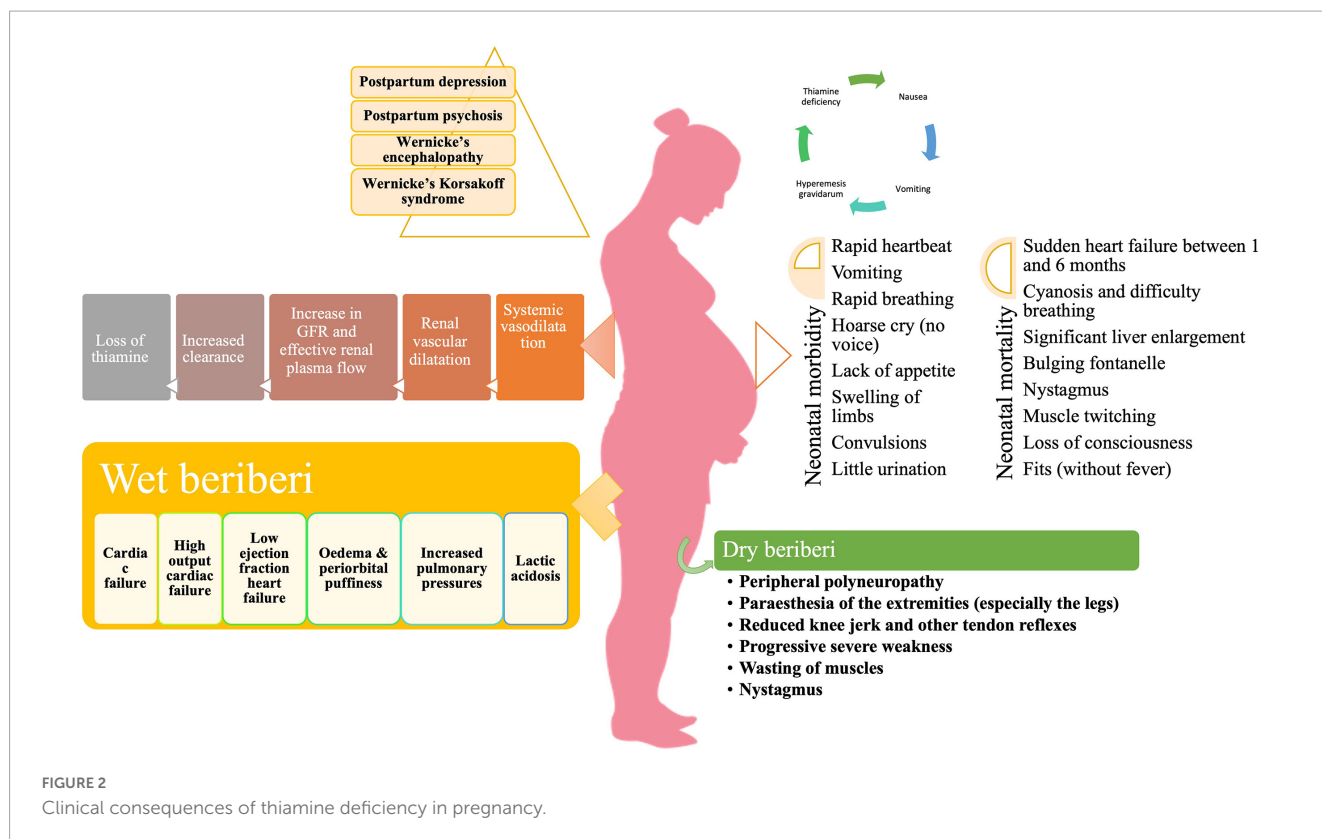 Postpartum depression
Postpartum psychosis
Wernicke's
encephalopathy
Wernicke's Korsakoff
syndrome
Thiamine
deficiency
Nausea
Vomiting
Hyperemesis
gravidarum
Loss of
thiamine
Increased
clearance
Increase in
GFR and
effective renal
plasma flow
Renal
vascular
dilatation
Systemic
vasodilata
tion
Neonatal morbidity
Rapid heartbeat
Vomiting
Rapid breathing
Hoarse cry (no
voice)
Lack of appetite
Swelling of
limbs
Convulsions
Little urination
Neonatal mortality
Sudden heart failure between 1
and 6 months
Cyanosis and difficulty
breathing
Significant liver enlargement
Bulging fontanelle
Nystagmus
Muscle twitching
Loss of consciousness
Fits (without fever)
Wet beriberi
Cardia
c
failure
High
output
cardiac
failure
Low
ejection
fraction
heart
failure
Oedema &
periorbital
puffiness
Increased
pulmonary
pressures
Lactic
acidosis
Dry beriberi
• Peripheral polyneuropathy
• Paraesthesia of the extremities (especially the legs)
• Reduced knee jerk and other tendon reflexes
• Progressive severe weakness
• Wasting of muscles
• Nystagmus
FIGURE 2
Clinical consequences of thiamine deficiency in pregnancy.